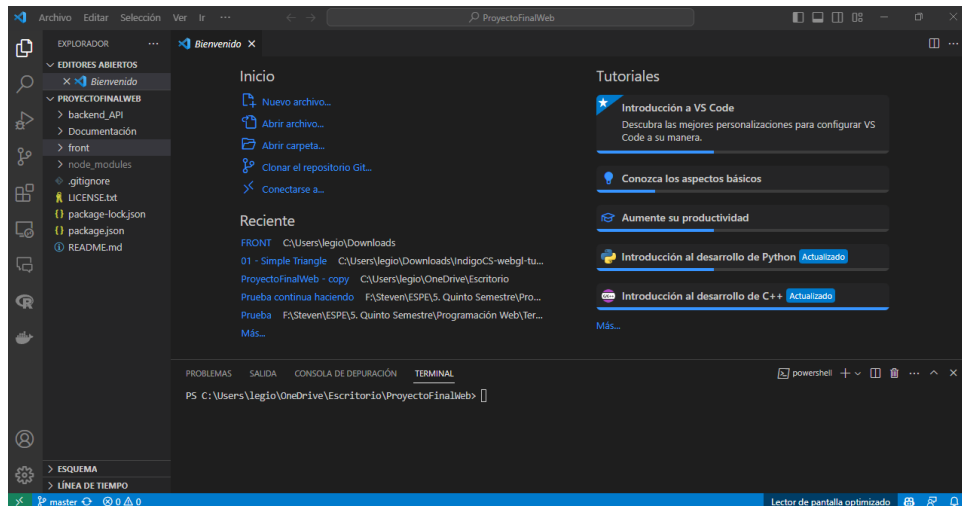 Archivo Editar Selección Ver Ir ···
ProyectoFinalWeb
EXPLORADOR ···
EDITORES ABIERTOS
Bienvenido
PROYECTOFINALWEB
backend_API
Documentación
front
node_modules
.gitignore
LICENSE.txt
package-lock.json
package.json
README.md
ESQUEMA
LÍNEA DE TIEMPO
Bienvenido
Inicio
Nuevo archivo...
Abrir archivo...
Abrir carpeta...
Clonar el repositorio Git...
Conectarse a...
Reciente
FRONT C:\Users\legio\Downloads
01 - Simple Triangle C:\Users\legio\Downloads\IndigoCS-webgl-tu...
ProyectoFinalWeb - copy C:\Users\legio\OneDrive\Escritorio
Prueba continua haciendo F:\Steven\ESPE\5. Quinto Semestre\Pro...
Prueba F:\Steven\ESPE\5. Quinto Semestre\Programación Web\Ter...
Más...
Tutoriales
Introducción a VS Code
Descubra las mejores personalizaciones para configurar VS
Code a su manera.
Conozca los aspectos básicos
Aumente su productividad
Introducción al desarrollo de Python Actualizado
Introducción al desarrollo de C++ Actualizado
Más...
PROBLEMAS SALIDA CONSOLA DE DEPURACIÓN TERMINAL
powershell
PS C:\Users\legio\OneDrive\Escritorio\ProyectoFinalWeb>
master 0 0
Lector de pantalla optimizado